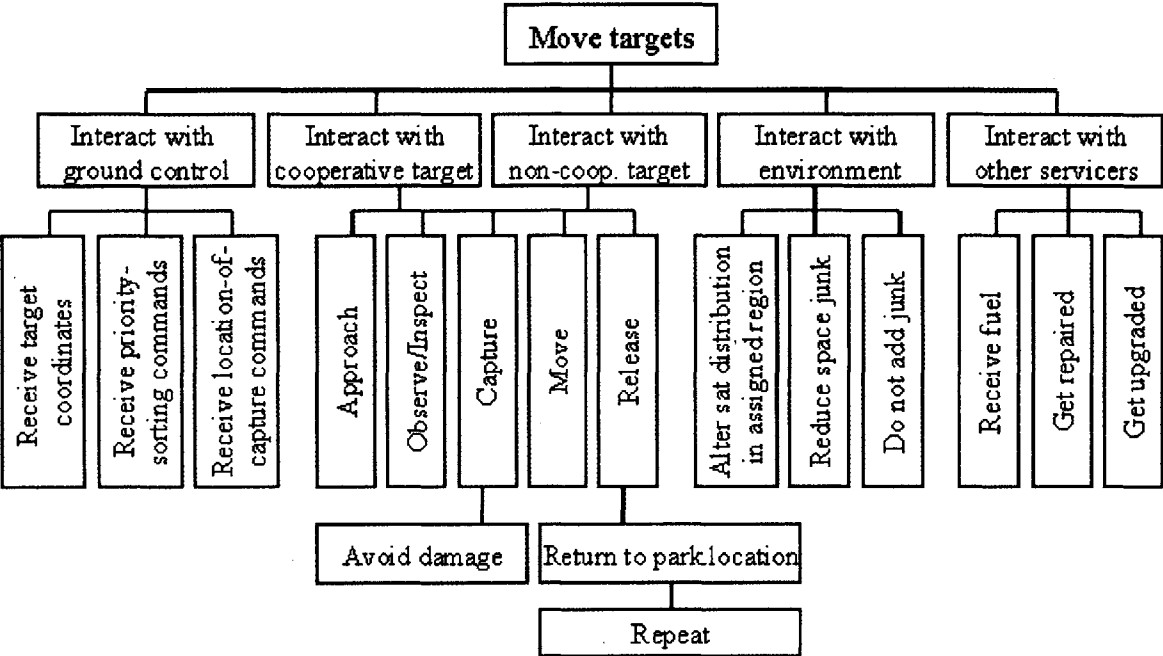 Move targets
Interact with
ground control
Interact with
cooperative target
Interact with
non-coop. target
Interact with
environment
Interact with
other servicers
Receive target
coordinates
Receive priority-
sorting commands
Receive location-of-
capture commands
Approach
Observe/Inspect
Capture
Move
Release
Alter sat distribution
in assigned region
Reduce space junk
Do not add junk
Receive fuel
Get repaired
Get upgraded
Avoid damage
Return to park.location
Repeat